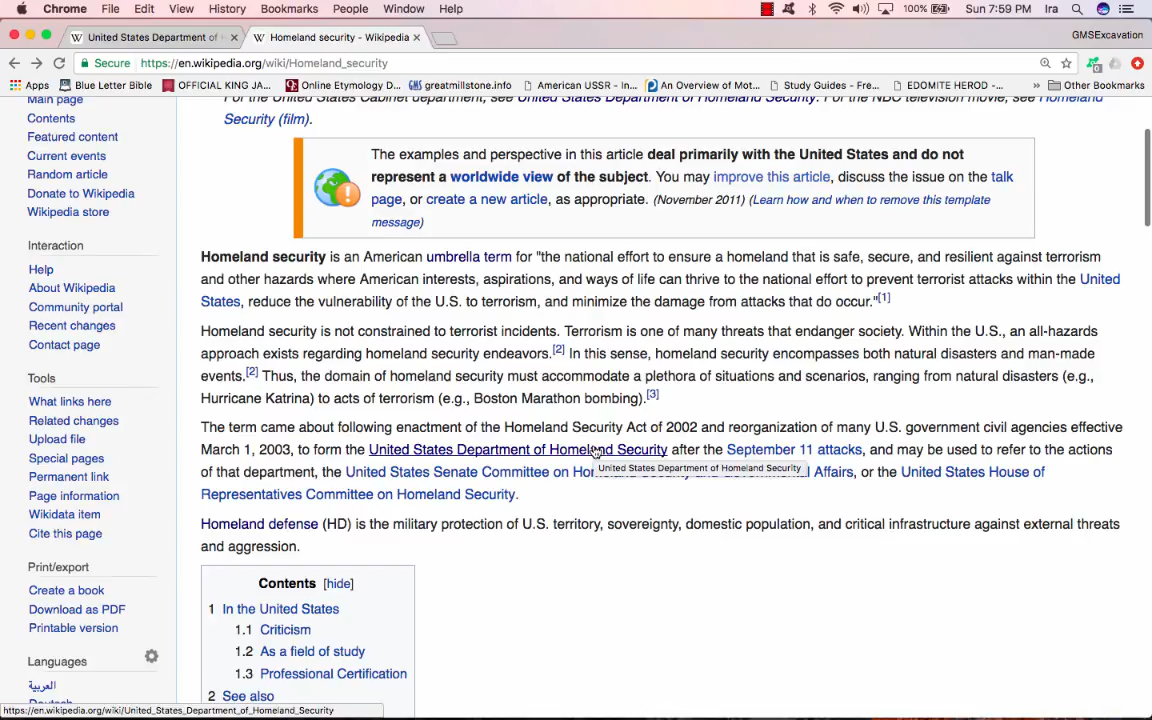 Chrome File Edit View History Bookmarks People Window Help 100% Sun 7:59 PM Ira
United States Department of Homeland security - Wikipedia GMSExcavation
Secure https://en.wikipedia.org/wiki/Homeland_security
Apps Blue Letter Bible OFFICIAL KING JA... Online Etymology D... greatmillstone.info American USSR - In... An Overview of Mot... Study Guides - Fre... EDOMITE HEROD -... » Other Bookmarks
Main page
Contents
Featured content
Current events
Random article
Donate to Wikipedia
Wikipedia store
Interaction
Help
About Wikipedia
Community portal
Recent changes
Contact page
Tools
What links here
Related changes
Upload file
Special pages
Permanent link
Page information
Wikidata item
Cite this page
Print/export
Create a book
Download as PDF
Printable version
Languages
العربية
For the United States Cabinet department, see United States Department of Homeland Security. For the NBC television movie, see Homeland
Security (film).
The examples and perspective in this article deal primarily with the United States and do not
represent a worldwide view of the subject. You may improve this article, discuss the issue on the talk
page, or create a new article, as appropriate. (November 2011) (Learn how and when to remove this template
message)
Homeland security is an American umbrella term for "the national effort to ensure a homeland that is safe, secure, and resilient against terrorism
and other hazards where American interests, aspirations, and ways of life can thrive to the national effort to prevent terrorist attacks within the United
States, reduce the vulnerability of the U.S. to terrorism, and minimize the damage from attacks that do occur."[1]
Homeland security is not constrained to terrorist incidents. Terrorism is one of many threats that endanger society. Within the U.S., an all-hazards
approach exists regarding homeland security endeavors.[2] In this sense, homeland security encompasses both natural disasters and man-made
events.[2] Thus, the domain of homeland security must accommodate a plethora of situations and scenarios, ranging from natural disasters (e.g.,
Hurricane Katrina) to acts of terrorism (e.g., Boston Marathon bombing).[3]
The term came about following enactment of the Homeland Security Act of 2002 and reorganization of many U.S. government civil agencies effective
March 1, 2003, to form the United States Department of Homeland Security after the September 11 attacks, and may be used to refer to the actions
United States Department of Homeland Security
of that department, the United States Senate Committee on Homeland Security and Governmental Affairs, or the United States House of
Representatives Committee on Homeland Security.
Homeland defense (HD) is the military protection of U.S. territory, sovereignty, domestic population, and critical infrastructure against external threats
and aggression.
Contents [hide]
1 In the United States
1.1 Criticism
1.2 As a field of study
1.3 Professional Certification
2 See also
https://en.wikipedia.org/wiki/United_States_Department_of_Homeland_Security